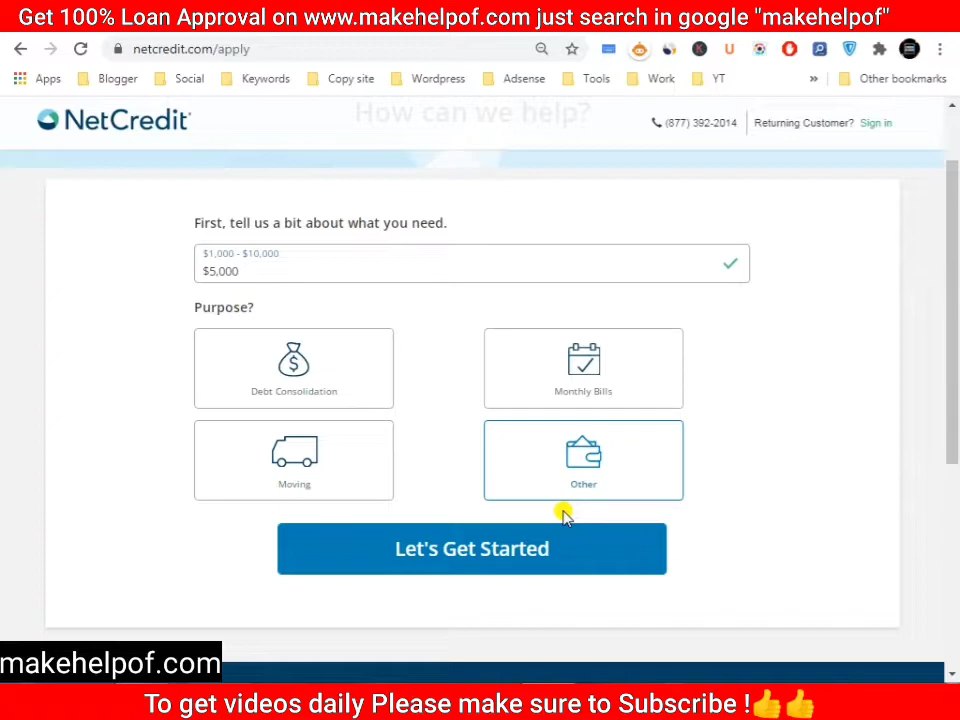 Get 100% Loan Approval on www.makehelpof.com just search in google "makehelpof"
netcredit.com/apply
Apps Blogger Social Keywords Copy site Wordpress Adsense Tools Work YT » Other bookmarks
How can we help?
NetCredit (877) 392-2014 Returning Customer? Sign in
First, tell us a bit about what you need.
$1,000 - $10,000
$5,000
Purpose?
Debt Consolidation Monthly Bills
Moving Other
Let's Get Started
makehelpof.com
To get videos daily Please make sure to Subscribe !👍👍